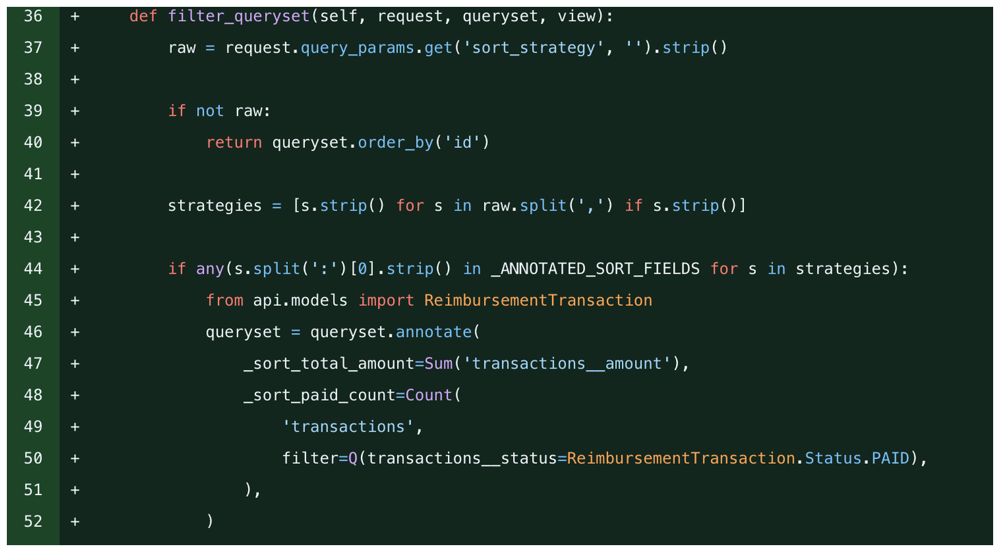 36 + def filter_queryset(self, request, queryset, view):
37 + raw = request.query_params.get('sort_strategy', '').strip()
38 +
39 + if not raw:
40 + return queryset.order_by('id')
41 +
42 + strategies = [s.strip() for s in raw.split(',') if s.strip()]
43 +
44 + if any(s.split(':')[0].strip() in _ANNOTATED_SORT_FIELDS for s in strategies):
45 + from api.models import ReimbursementTransaction
46 + queryset = queryset.annotate(
47 + _sort_total_amount=Sum('transactions__amount'),
48 + _sort_paid_count=Count(
49 + 'transactions',
50 + filter=Q(transactions__status=ReimbursementTransaction.Status.PAID),
51 + ),
52 + )